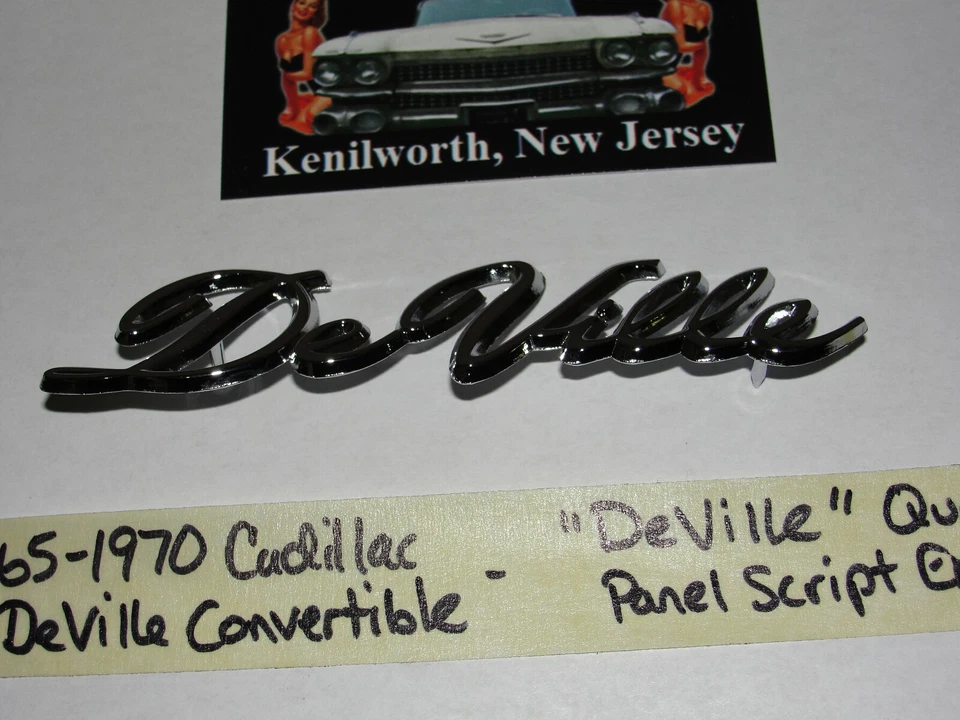 Kenilworth, New Jersey
DeVille
65-1970 Cadillac - "DeVille" Qu
DeVille Convertible Panel Script E